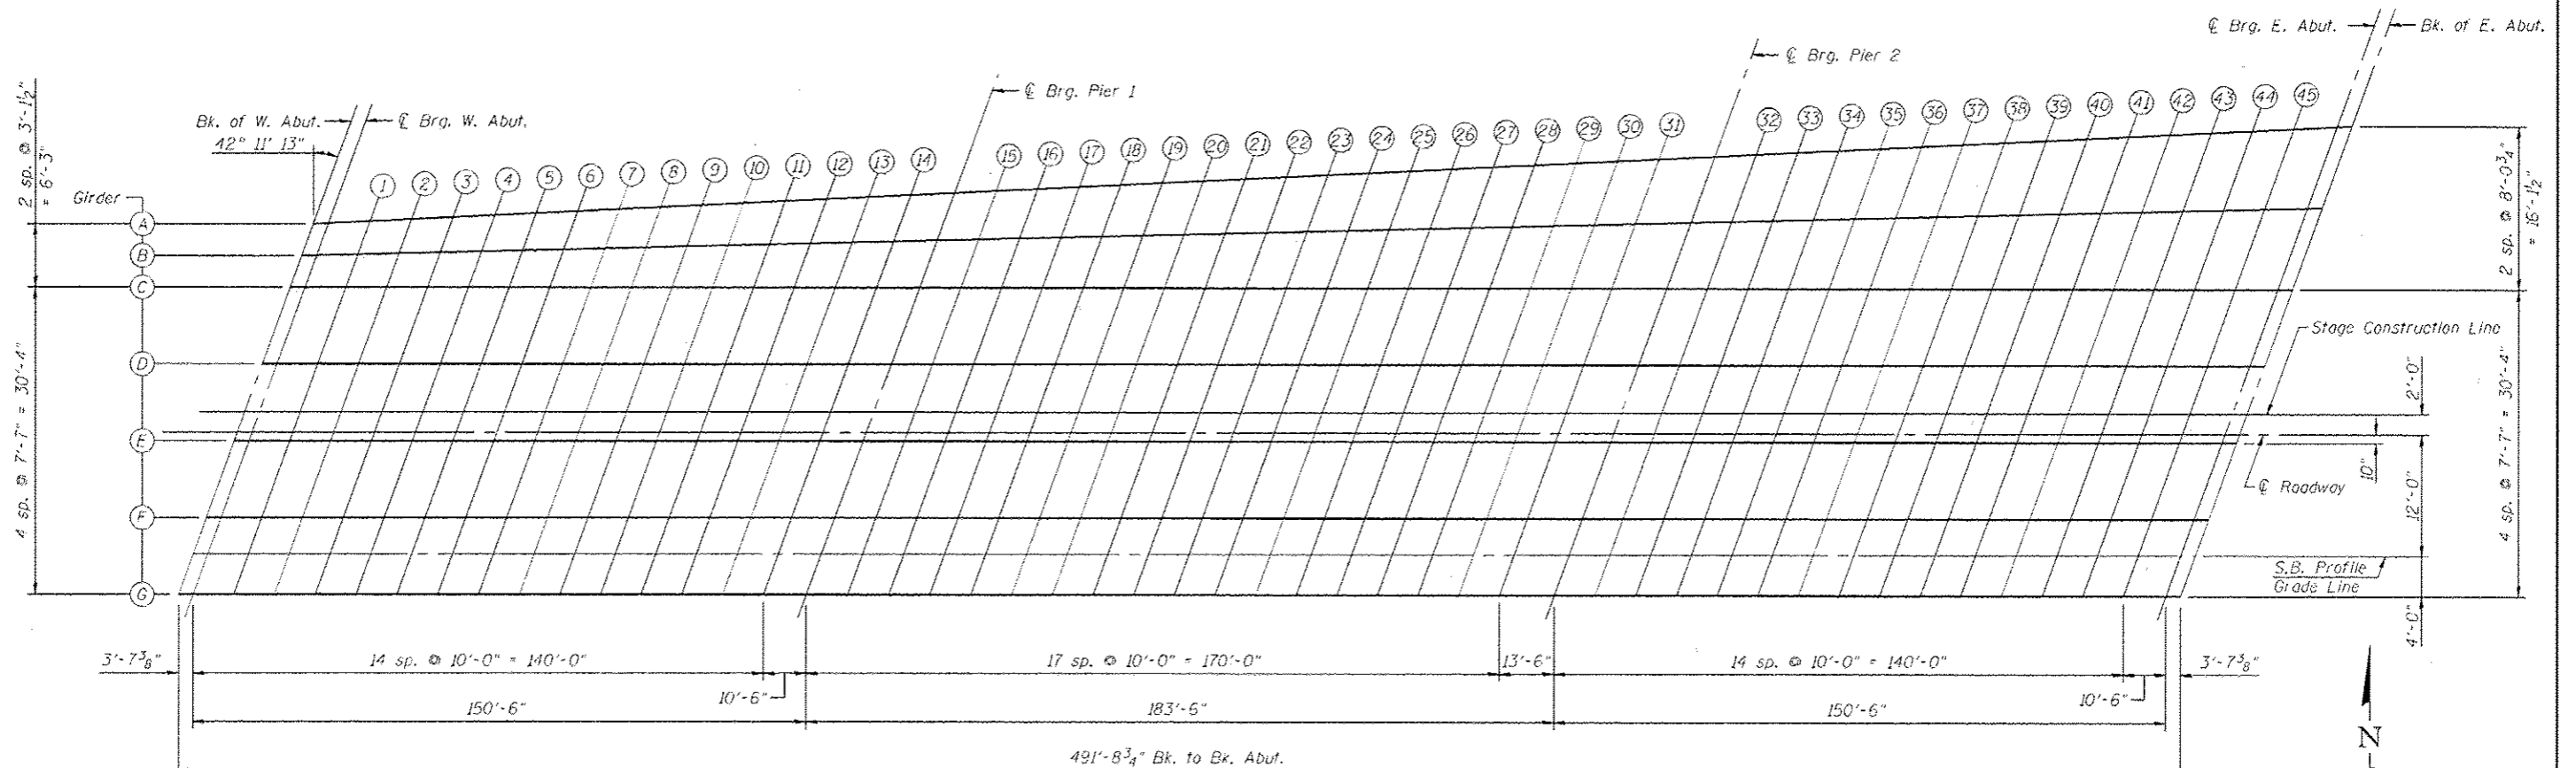 ℄ Brg. E. Abut.
Bk. of E. Abut.
℄ Brg. Pier 2
℄ Brg. Pier 1
Bk. of W. Abut.
℄ Brg. W. Abut.
42° 11' 13"
2 sp. @ 3'-1½"
= 6'-3"
Girder
1 2 3 4 5 6 7 8 9 10 11 12 13 14 15 16 17 18 19 20 21 22 23 24 25 26 27 28 29 30 31 32 33 34 35 36 37 38 39 40 41 42 43 44 45
A
B
C
D
E
F
G
4 sp. @ 7'-7" = 30'-4"
2 sp. @ 8'-0¾"
= 16'-1½"
Stage Construction Line
2'-0"
10"
℄ Roadway
12'-0"
4 sp. @ 7'-7" = 30'-4"
S.B. Profile
Grade Line
4'-0"
3'-7⅜"
14 sp. @ 10'-0" = 140'-0"
17 sp. @ 10'-0" = 170'-0"
13'-6"
14 sp. @ 10'-0" = 140'-0"
3'-7⅜"
10'-6"
10'-6"
150'-6"
183'-6"
150'-6"
N
491'-8¾" Bk. to Bk. Abut.